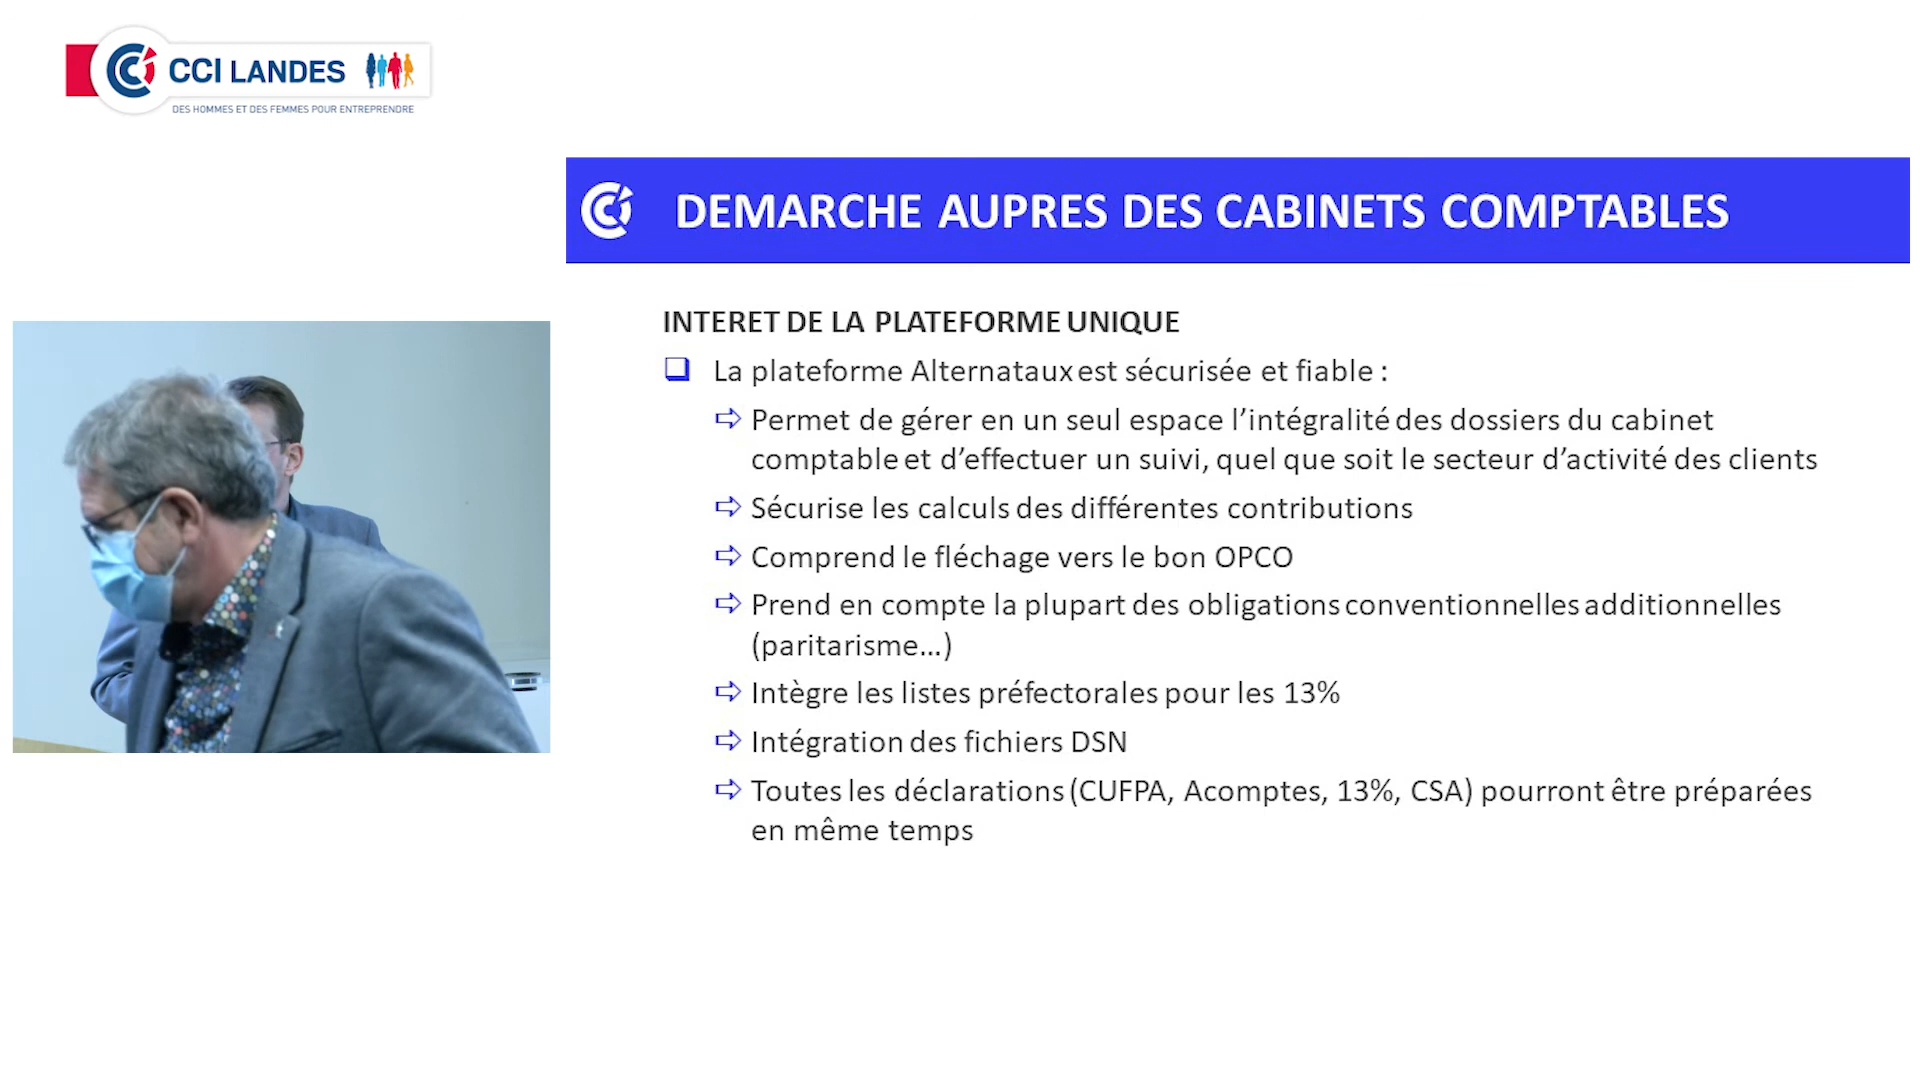 CCI LANDES
DES HOMMES ET DES FEMMES POUR ENTREPRENDRE
DEMARCHE AUPRES DES CABINETS COMPTABLES
INTERET DE LA PLATEFORME UNIQUE
La plateforme Alternataux est sécurisée et fiable :
Permet de gérer en un seul espace l’intégralité des dossiers du cabinet
comptable et d’effectuer un suivi, quel que soit le secteur d’activité des clients
Sécurise les calculs des différentes contributions
Comprend le fléchage vers le bon OPCO
Prend en compte la plupart des obligations conventionnelles additionnelles
(paritarisme…)
Intègre les listes préfectorales pour les 13%
Intégration des fichiers DSN
Toutes les déclarations (CUFPA, Acomptes, 13%, CSA) pourront être préparées
en même temps